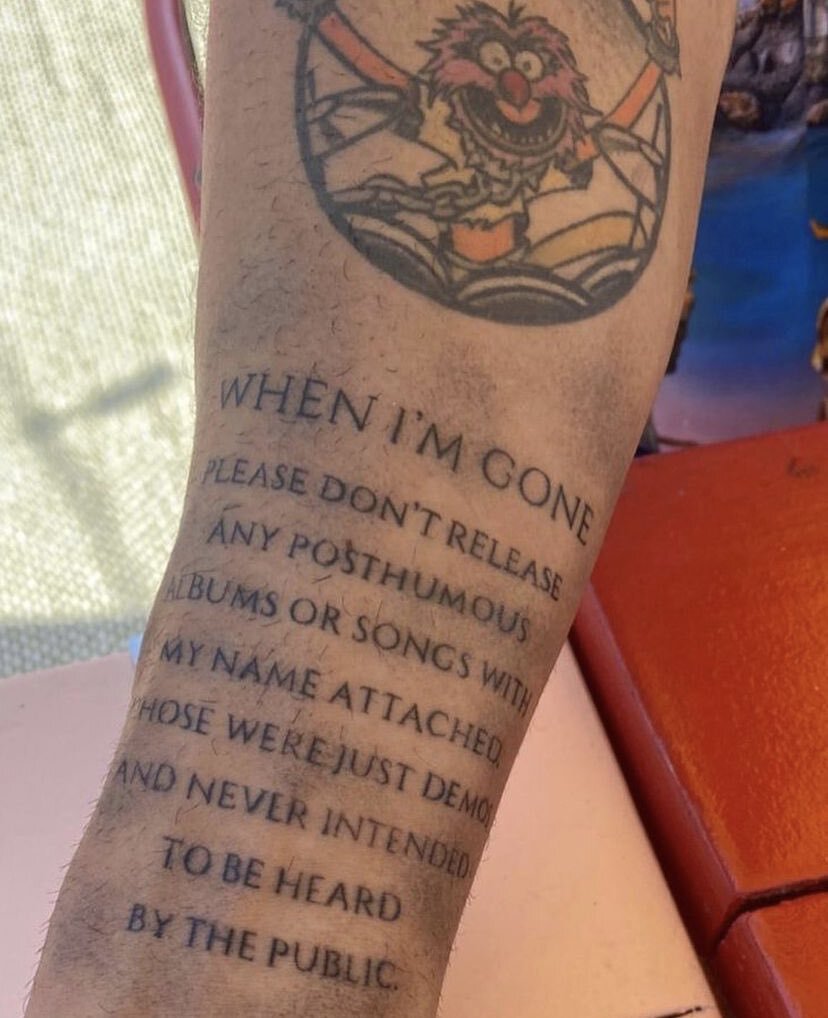 WHEN I'M GONE
PLEASE DON'T RELEASE
ANY POSTHUMOUS
ALBUMS OR SONGS WITH
MY NAME ATTACHED.
THOSE WERE JUST DEMOS
AND NEVER INTENDED
TO BE HEARD
BY THE PUBLIC.